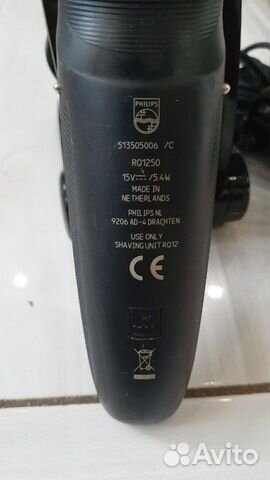 PHILIPS
S13505006 /C
RQ1250
15V⎓/5.4W
MADE IN
NETHERLANDS
PHILIPS NL
9206 AD-4 DRACHTEN
USE ONLY
SHAVING UNIT RQ12
CE
Avito